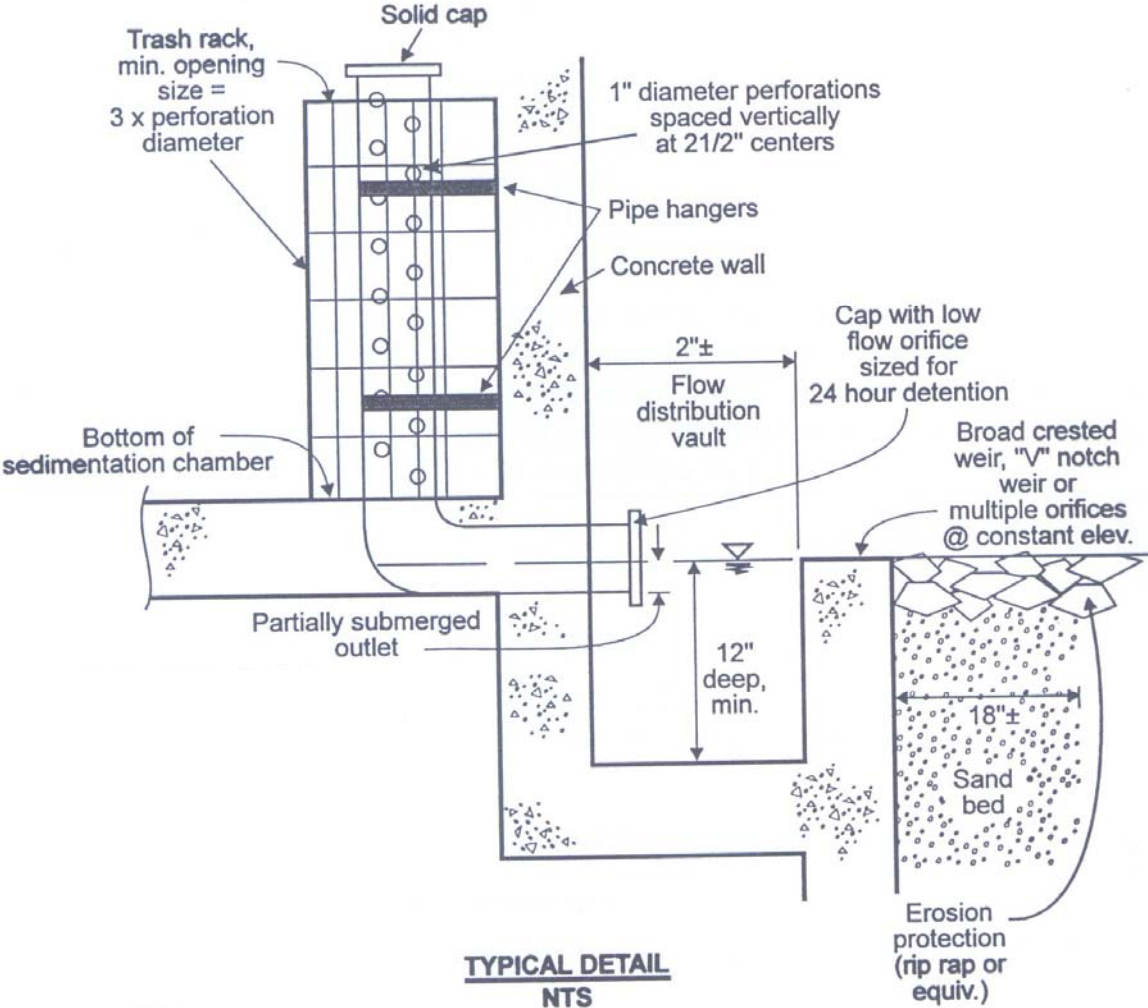 Solid cap
Trash rack,
min. opening
size =
3 x perforation
diameter
1" diameter perforations
spaced vertically
at 21/2" centers
Pipe hangers
Concrete wall
Cap with low
flow orifice
sized for
24 hour detention
2"±
Flow
distribution
vault
Broad crested
weir, "V" notch
weir or
multiple orifices
@ constant elev.
Bottom of
sedimentation chamber
Partially submerged
outlet
12"
deep,
min.
18"±
Sand
bed
Erosion
protection
(rip rap or
equiv.)
TYPICAL DETAIL
NTS